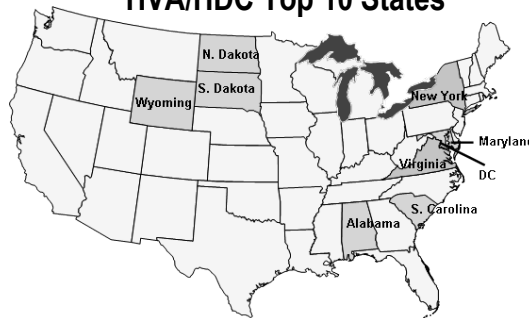 HVA/HDC Top 10 States
N. Dakota
S. Dakota
Wyoming
New York
Maryland
Virginia
DC
S. Carolina
Alabama